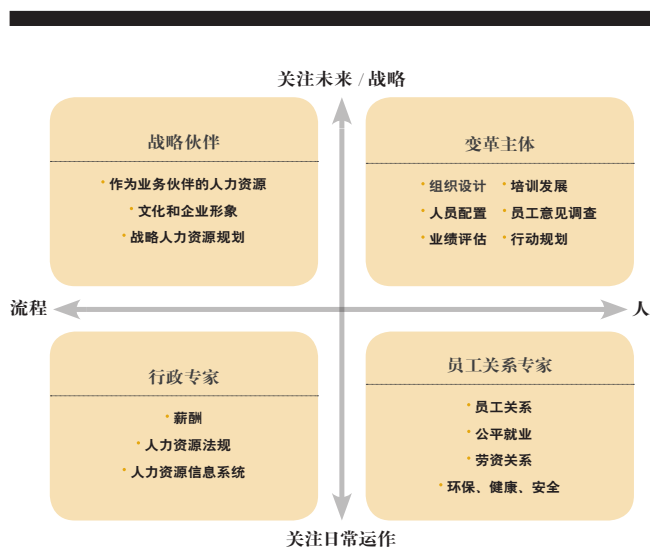 关注未来 / 战略
战略伙伴
·作为业务伙伴的人力资源
·文化和企业形象
·战略人力资源规划
变革主体
·组织设计 ·培训发展
·人员配置 ·员工意见调查
·业绩评估 ·行动规划
流程
人
行政专家
·薪酬
·人力资源法规
·人力资源信息系统
员工关系专家
·员工关系
·公平就业
·劳资关系
·环保、健康、安全
关注日常运作